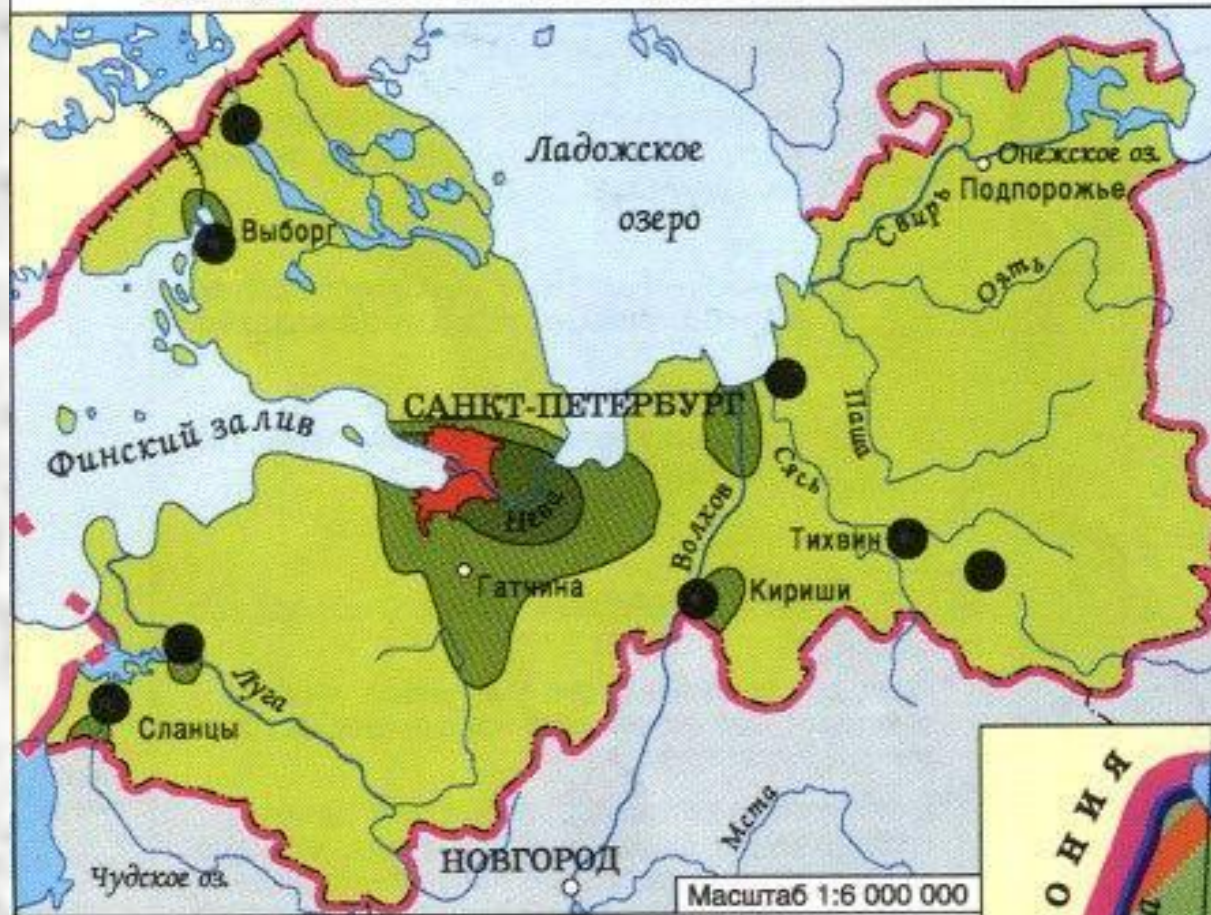 Ладожское
озеро
Онежское оз.
Подпорожье
Свирь
Оять
Выборг
САНКТ-ПЕТЕРБУРГ
Паша
Финский залив
Сясь
Нева
Волхов
Тихвин
Гатчина
Кириши
Луга
Сланцы
Мста
НОВГОРОД
Чудское оз.
Масштаб 1:6 000 000
ОНИЯ